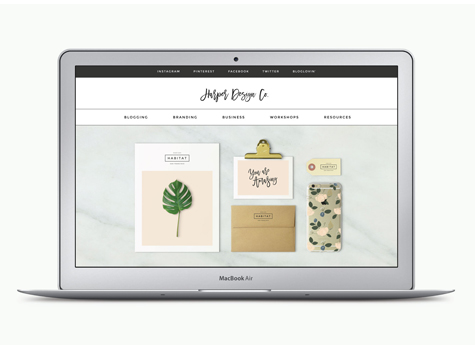 INSTAGRAM PINTEREST FACEBOOK TWITTER BLOGLOVIN'
Harper Design Co.
BLOGGING BRANDING BUSINESS WORKSHOPS RESOURCES
HABITAT
You are
Amazing
HABITAT
HABITAT
MacBook Air